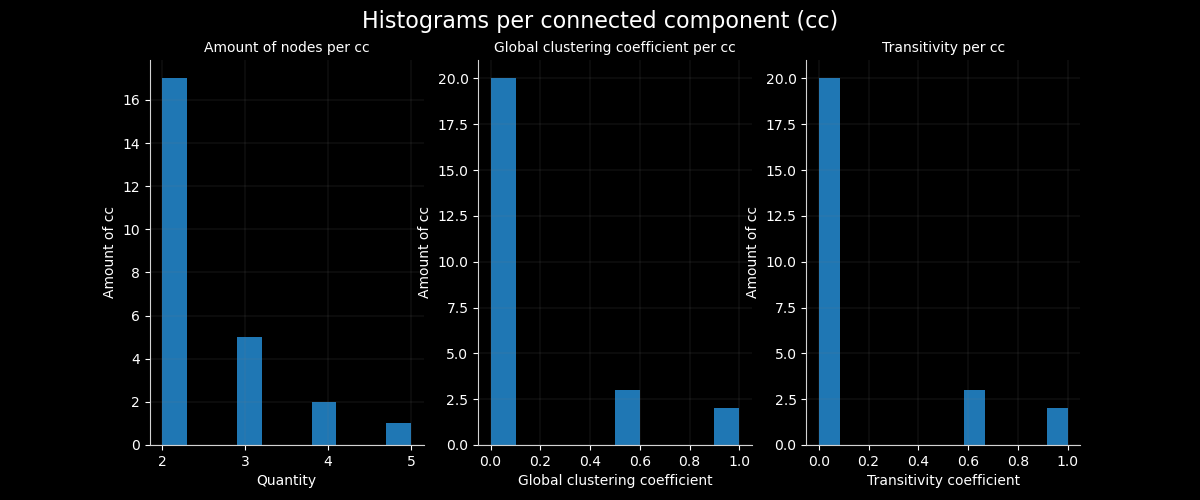 Histograms per connected component (cc)
Amount of nodes per cc
Amount of cc
16
14
12
10
8
6
4
2
0
2 3 4 5
Quantity
Global clustering coefficient per cc
Amount of cc
20.0
17.5
15.0
12.5
10.0
7.5
5.0
2.5
0.0
0.0 0.2 0.4 0.6 0.8 1.0
Global clustering coefficient
Transitivity per cc
Amount of cc
20.0
17.5
15.0
12.5
10.0
7.5
5.0
2.5
0.0
0.0 0.2 0.4 0.6 0.8 1.0
Transitivity coefficient